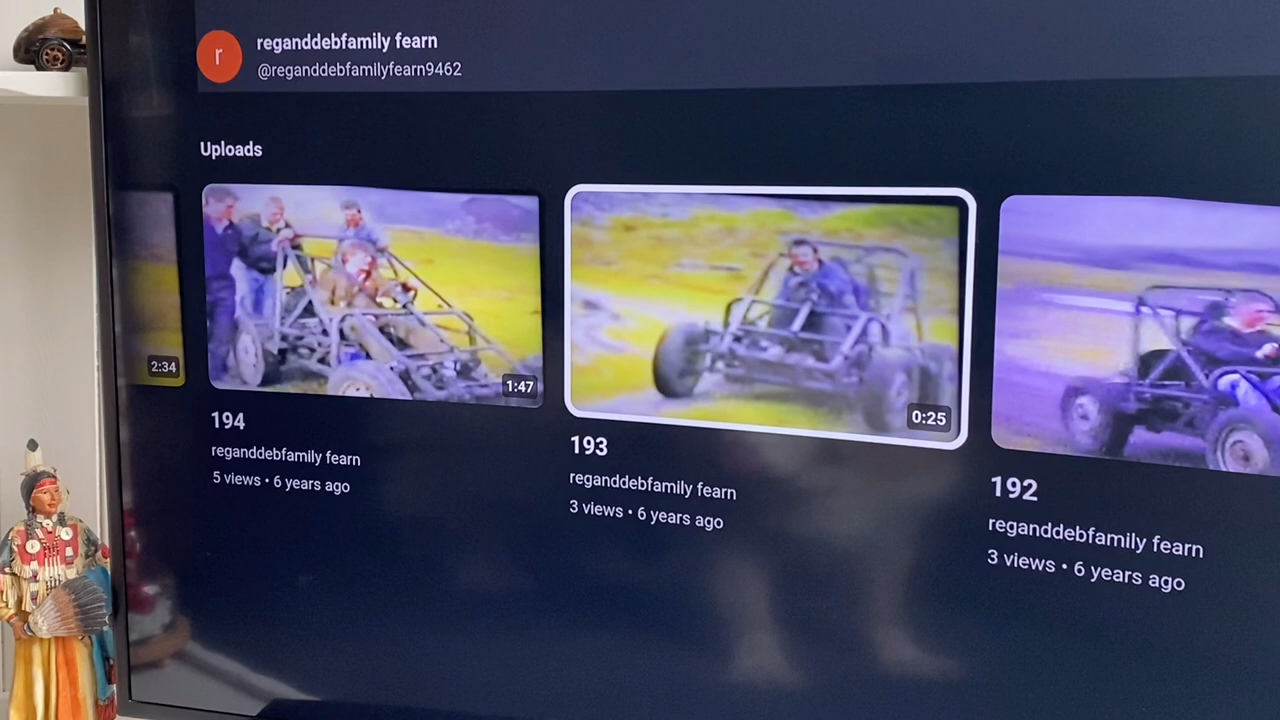 r
reganddebfamily fearn
@reganddebfamilyfearn9462
Uploads
2:34
1:47
194
reganddebfamily fearn
5 views • 6 years ago
0:25
193
reganddebfamily fearn
3 views • 6 years ago
192
reganddebfamily fearn
3 views • 6 years ago